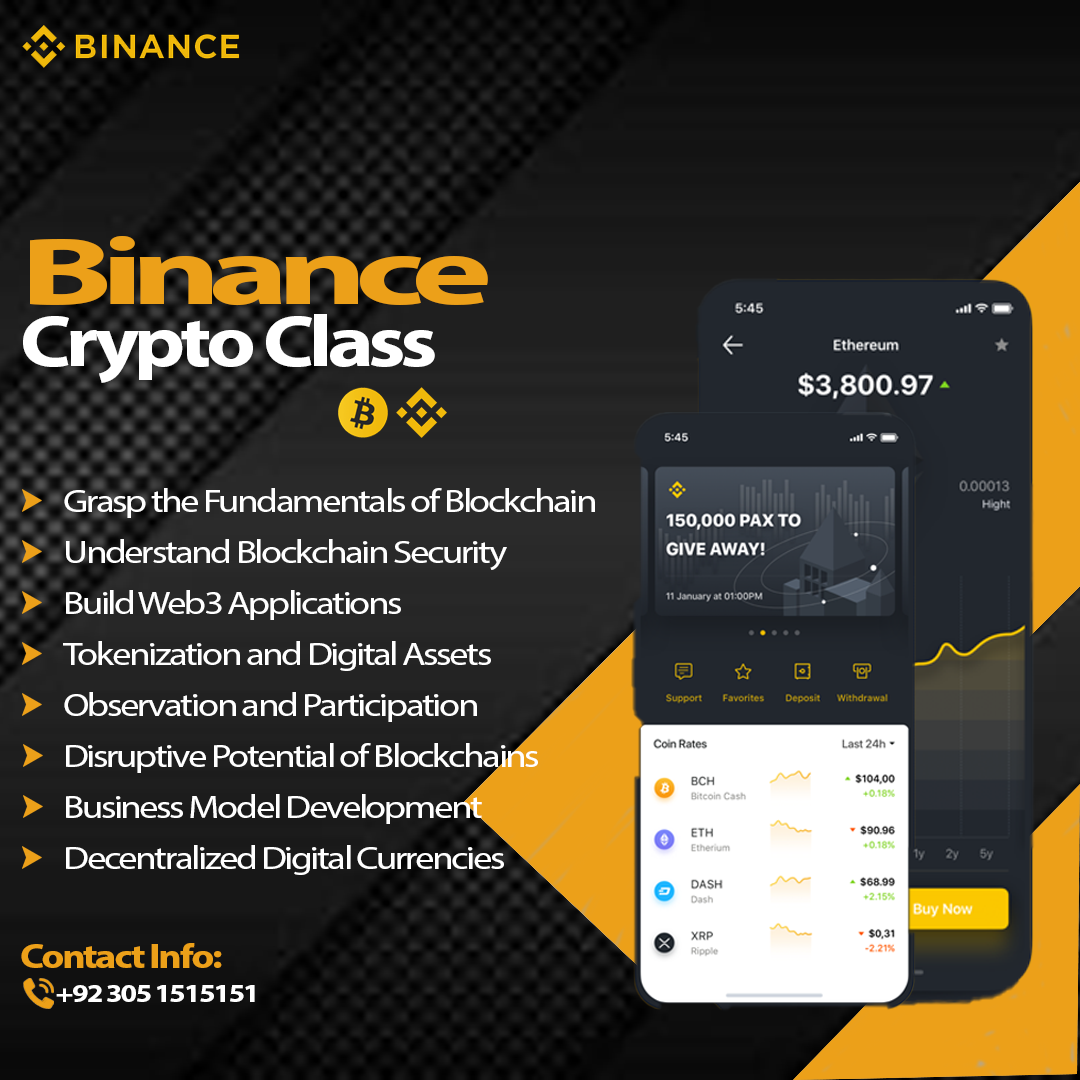 BINANCE
Binance
Crypto Class
Grasp the Fundamentals of Blockchain
Understand Blockchain Security
Build Web3 Applications
Tokenization and Digital Assets
Observation and Participation
Disruptive Potential of Blockchains
Business Model Development
Decentralized Digital Currencies
Contact Info:
+92 305 1515151
5:45
Ethereum
$3,800.97
0.00013
Hight
1y 2y 5y
Buy Now
5:45
150,000 PAX TO
GIVE AWAY!
11 January at 01:00PM
Support Favorites Deposit Withdrawal
Coin Rates Last 24h
BCH $104,00
Bitcoin Cash +0.18%
ETH $90.96
Etherium +0.18%
DASH $68.99
Dash +2.15%
XRP $0,31
Ripple -2.21%